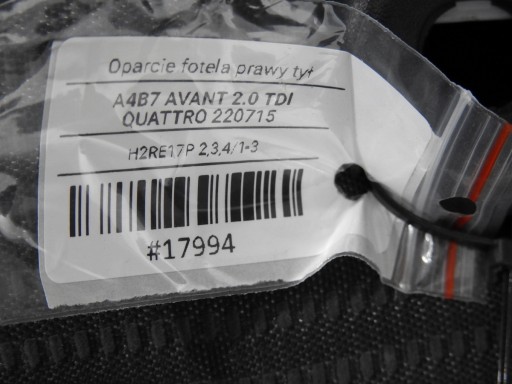 Oparcie fotela prawy tył
A4B7 AVANT 2.0 TDI
QUATTRO 220715
H2RE17P 2,3,4/1-3
#17994